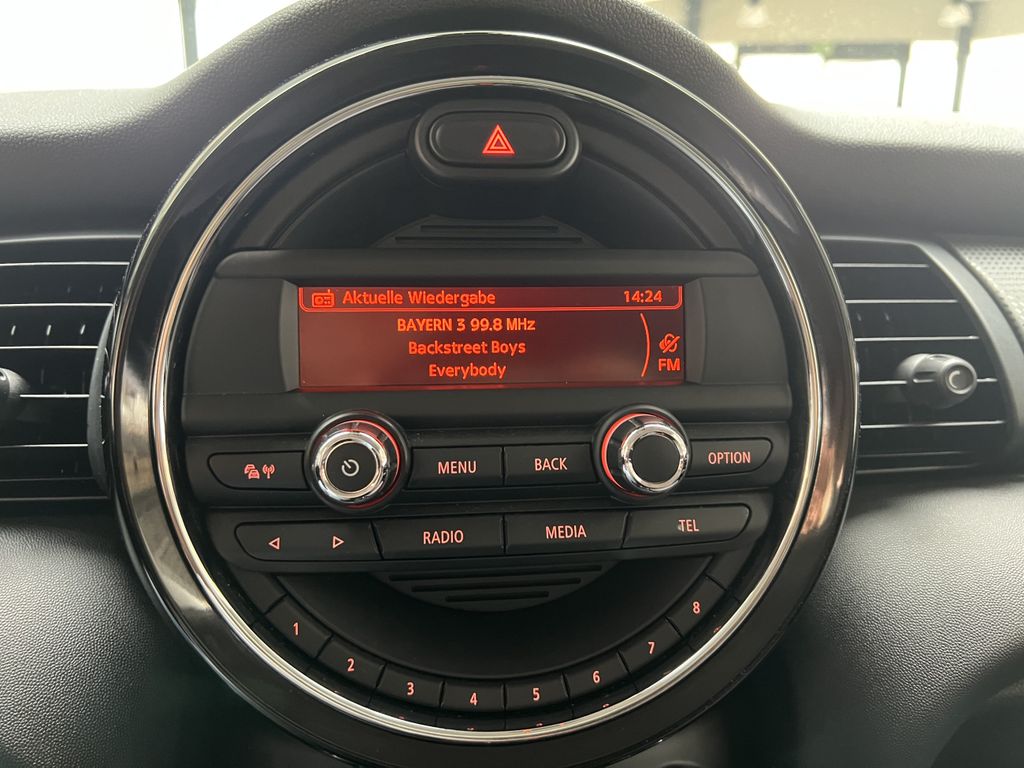 Aktuelle Wiedergabe 14:24
BAYERN 3 99.8 MHz
Backstreet Boys
Everybody
FM
MENU BACK OPTION
RADIO MEDIA TEL
1 2 3 4 5 6 7 8